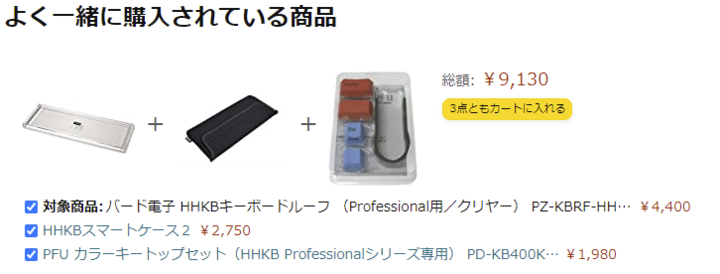 よく一緒に購入されている商品
総額: ￥9,130
3点ともカートに入れる
対象商品: バード電子 HHKBキーボードルーフ （Professional用／クリヤー） PZ-KBRF-HH… ￥4,400
HHKBスマートケース２ ￥2,750
PFU カラーキートップセット（HHKB Professionalシリーズ専用） PD-KB400K… ￥1,980